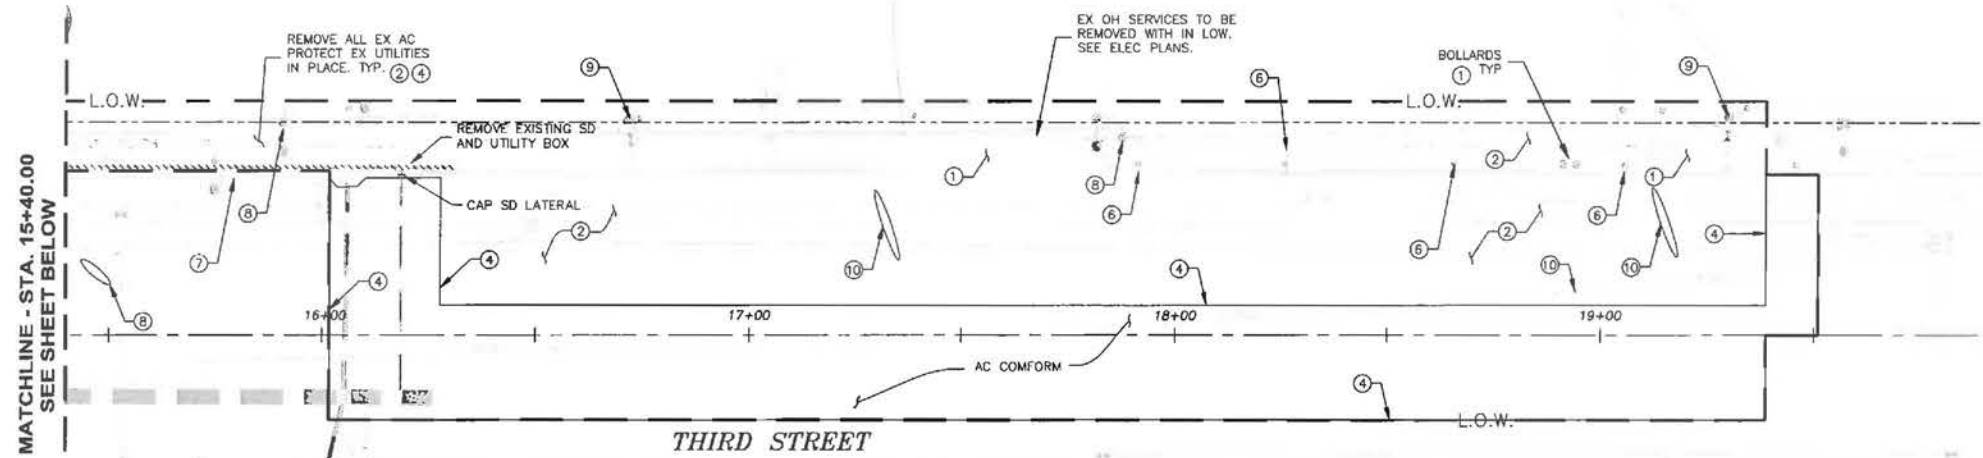 REMOVE ALL EX AC
PROTECT EX UTILITIES
IN PLACE. TYP. 2 4
9
EX OH SERVICES TO BE
REMOVED WITH IN LOW.
SEE ELEC PLANS.
6
BOLLARDS
1 TYP
9
L.O.W.
L.O.W.
REMOVE EXISTING SD
AND UTILITY BOX
MATCHLINE - STA. 15+40.00
SEE SHEET BELOW
CAP SD LATERAL
8
7
8
4
4
2
10
1
8
6
4
2
6
2
10
6
10
1
4
16+00
17+00
18+00
19+00
AC COMFORM
4
L.O.W.
THIRD STREET